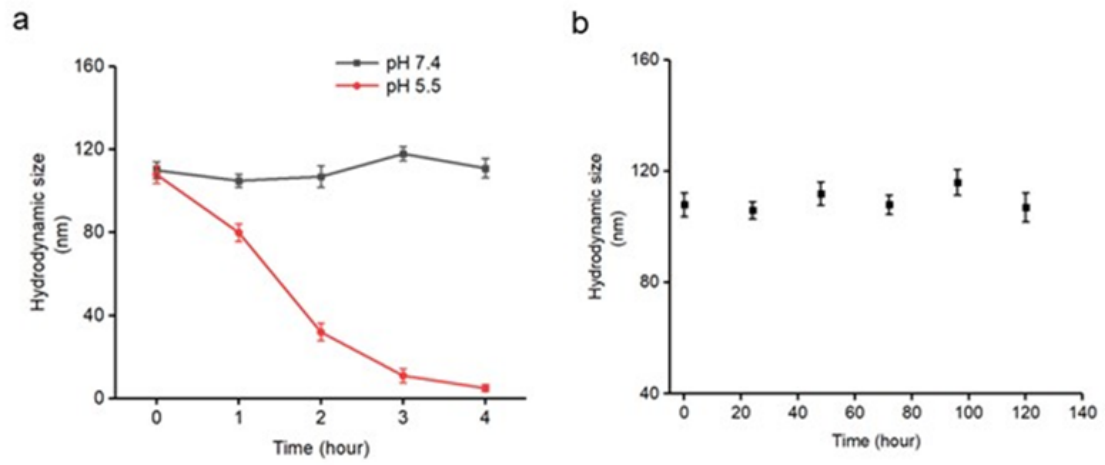 a
pH 7.4
pH 5.5
160
120
80
40
0
Hydrodynamic size
(nm)
0 1 2 3 4
Time (hour)
b
160
120
80
40
Hydrodynamic size
(nm)
0 20 40 60 80 100 120 140
Time (hour)